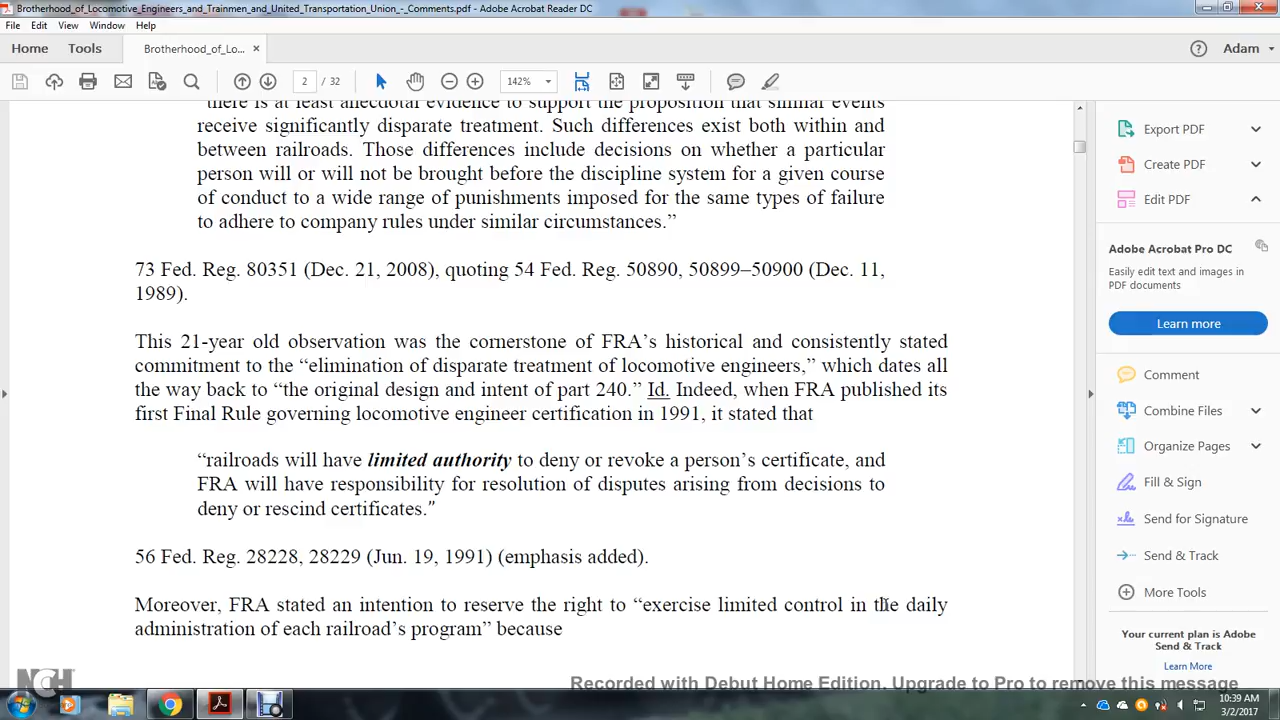 Brotherhood_of_Locomotive_Engineers_and_Trainmen_and_United_Transportation_Union_-_Comments.pdf - Adobe Acrobat Reader DC
File Edit View Window Help
Home Tools Brotherhood_of_Lo... × Adam
2 / 32 142%
there is at least anecdotal evidence to support the proposition that similar events
receive significantly disparate treatment. Such differences exist both within and
between railroads. Those differences include decisions on whether a particular
person will or will not be brought before the discipline system for a given course
of conduct to a wide range of punishments imposed for the same types of failure
to adhere to company rules under similar circumstances.”
73 Fed. Reg. 80351 (Dec. 21, 2008), quoting 54 Fed. Reg. 50890, 50899–50900 (Dec. 11,
1989).
This 21-year old observation was the cornerstone of FRA’s historical and consistently stated
commitment to the “elimination of disparate treatment of locomotive engineers,” which dates all
the way back to “the original design and intent of part 240.” Id. Indeed, when FRA published its
first Final Rule governing locomotive engineer certification in 1991, it stated that
“railroads will have limited authority to deny or revoke a person’s certificate, and
FRA will have responsibility for resolution of disputes arising from decisions to
deny or rescind certificates.”
56 Fed. Reg. 28228, 28229 (Jun. 19, 1991) (emphasis added).
Moreover, FRA stated an intention to reserve the right to “exercise limited control in the daily
administration of each railroad’s program” because
Export PDF
Create PDF
Edit PDF
Adobe Acrobat Pro DC
Easily edit text and images in
PDF documents
Learn more
Comment
Combine Files
Organize Pages
Fill & Sign
Send for Signature
Send & Track
More Tools
Your current plan is Adobe
Send & Track
Learn More
NCH
Recorded with Debut Home Edition. Upgrade to Pro to remove this message
10:39 AM
3/2/2017